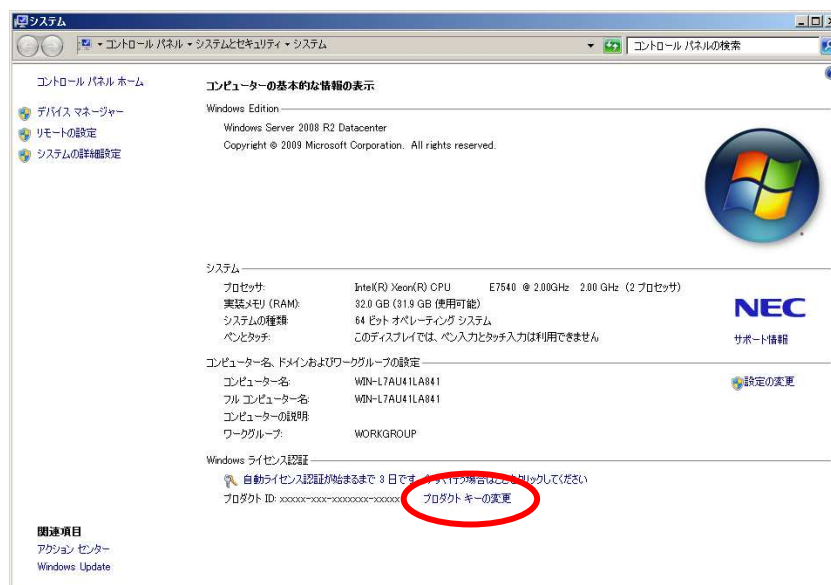 システム
コントロール パネル ▾ システムとセキュリティ ▾ システム
コントロール パネルの検索
コントロール パネル ホーム
デバイス マネージャー
リモートの設定
システムの詳細設定
コンピューターの基本的な情報の表示
Windows Edition
Windows Server 2008 R2 Datacenter
Copyright © 2009 Microsoft Corporation. All rights reserved.
システム
プロセッサ: Intel(R) Xeon(R) CPU E7540 @ 2.00GHz 2.00 GHz (2 プロセッサ)
実装メモリ (RAM): 32.0 GB (31.9 GB 使用可能)
システムの種類: 64 ビット オペレーティング システム
ペンとタッチ: このディスプレイでは、ペン入力とタッチ入力は利用できません
NEC
サポート情報
コンピューター名、ドメインおよびワークグループの設定
コンピューター名: WIN-L7AU41LA841
フル コンピューター名: WIN-L7AU41LA841
コンピューターの説明:
ワークグループ: WORKGROUP
設定の変更
Windows ライセンス認証
自動ライセンス認証が始まるまで 3 日です。今すぐ行う場合はここをクリックしてください
プロダクト ID: xxxxx-xxx-xxxxxxx-xxxxx プロダクト キーの変更
関連項目
アクション センター
Windows Update